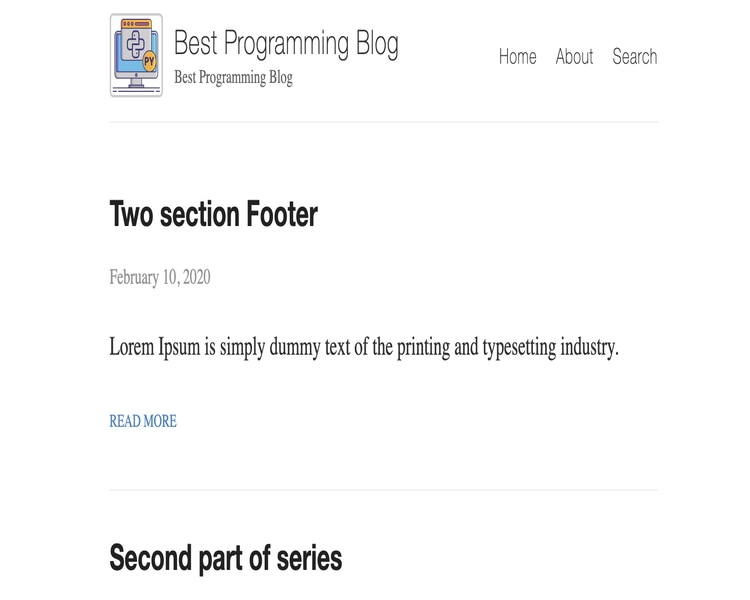 PY
Best Programming Blog
Best Programming Blog
Home About Search
Two section Footer
February 10, 2020
Lorem Ipsum is simply dummy text of the printing and typesetting industry.
READ MORE
Second part of series